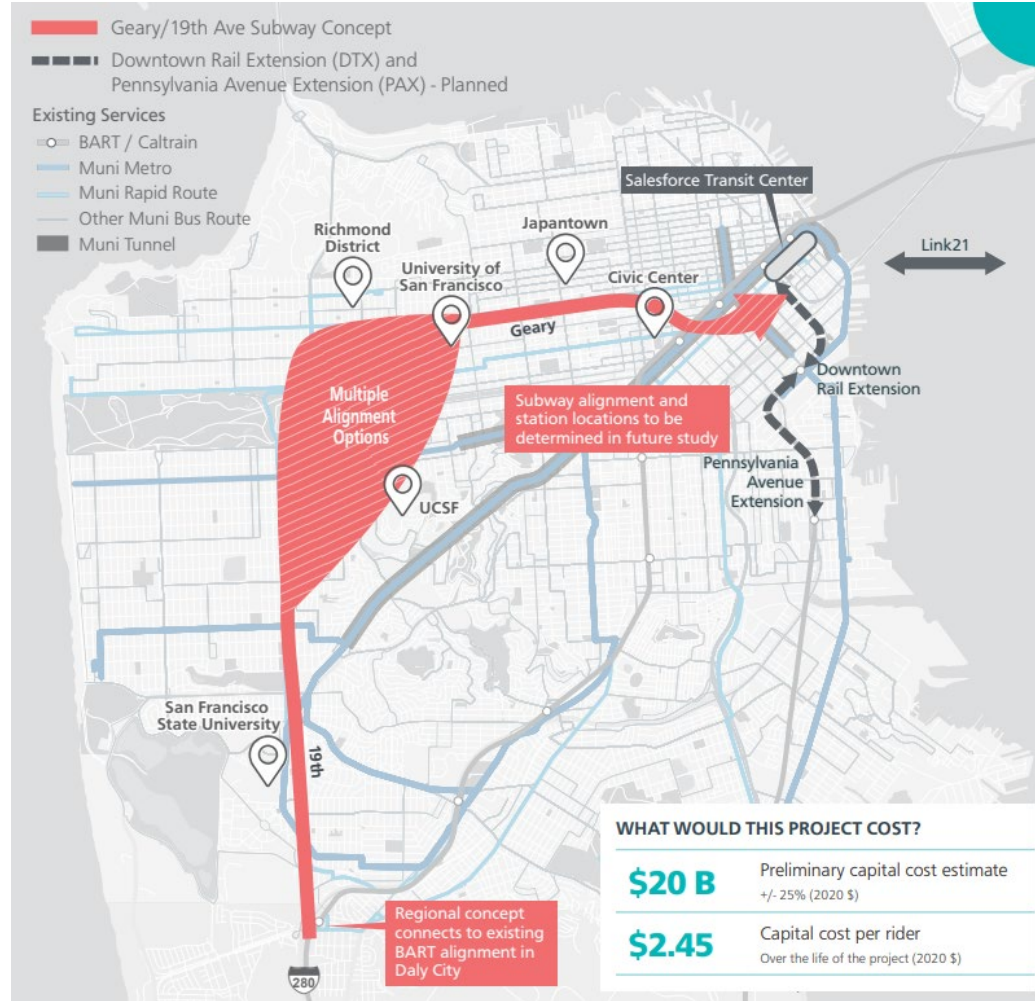 Geary/19th Ave Subway Concept
Downtown Rail Extension (DTX) and
Pennsylvania Avenue Extension (PAX) - Planned
Existing Services
BART / Caltrain
Muni Metro
Muni Rapid Route
Other Muni Bus Route
Muni Tunnel
Salesforce Transit Center
Link21
Richmond
District
University of
San Francisco
Japantown
Civic Center
Geary
Multiple
Alignment
Options
Subway alignment and
station locations to be
determined in future study
Downtown
Rail Extension
Pennsylvania
Avenue
Extension
UCSF
San Francisco
State University
19th
Regional concept
connects to existing
BART alignment in
Daly City
280
WHAT WOULD THIS PROJECT COST?
$20 B
Preliminary capital cost estimate
+/- 25% (2020 $)
$2.45
Capital cost per rider
Over the life of the project (2020 $)